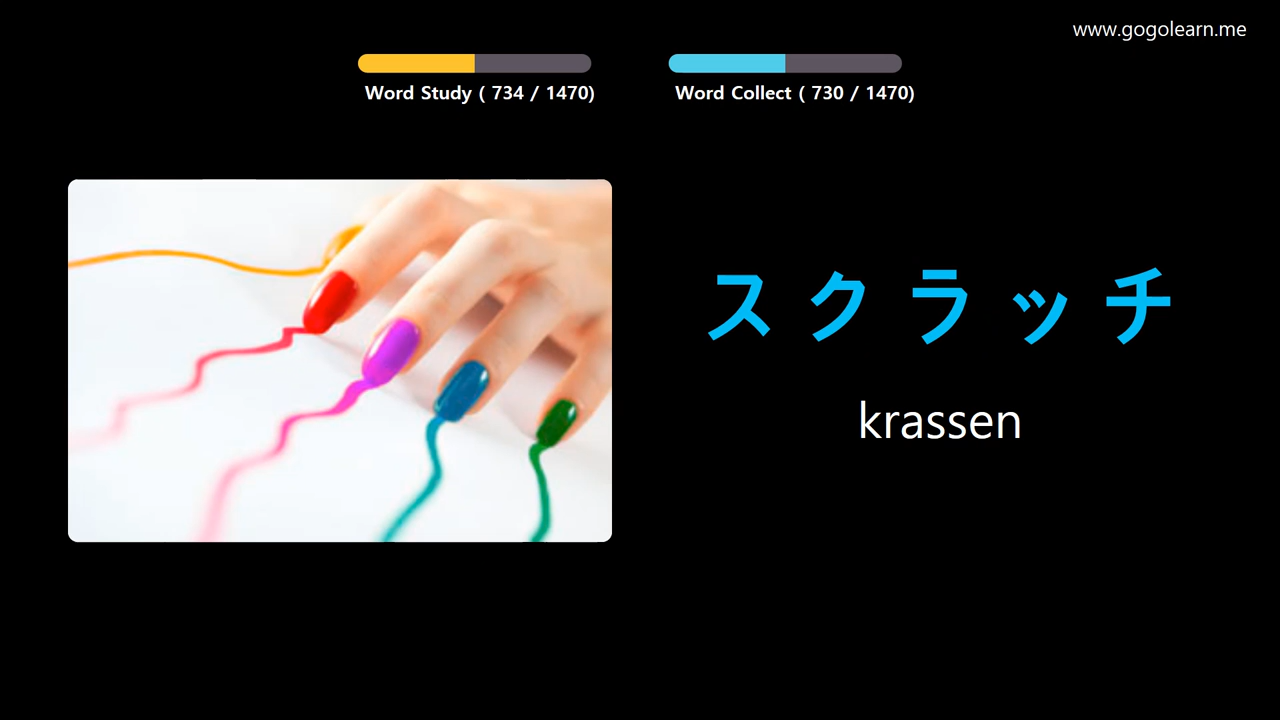 www.gogolearn.me
Word Study ( 734 / 1470)
Word Collect ( 730 / 1470)
スクラッチ
krassen